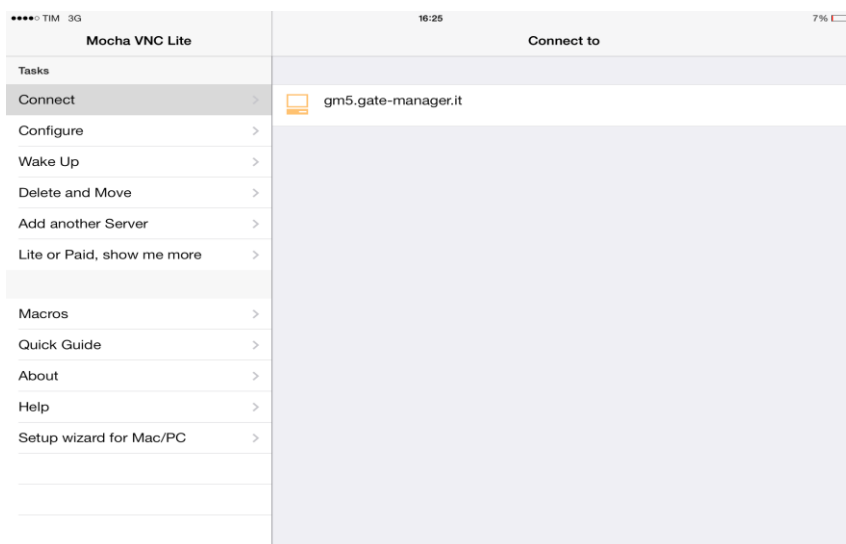 TIM 3G
16:25
7%
Mocha VNC Lite
Connect to
Tasks
Connect
gm5.gate-manager.it
Configure
Wake Up
Delete and Move
Add another Server
Lite or Paid, show me more
Macros
Quick Guide
About
Help
Setup wizard for Mac/PC